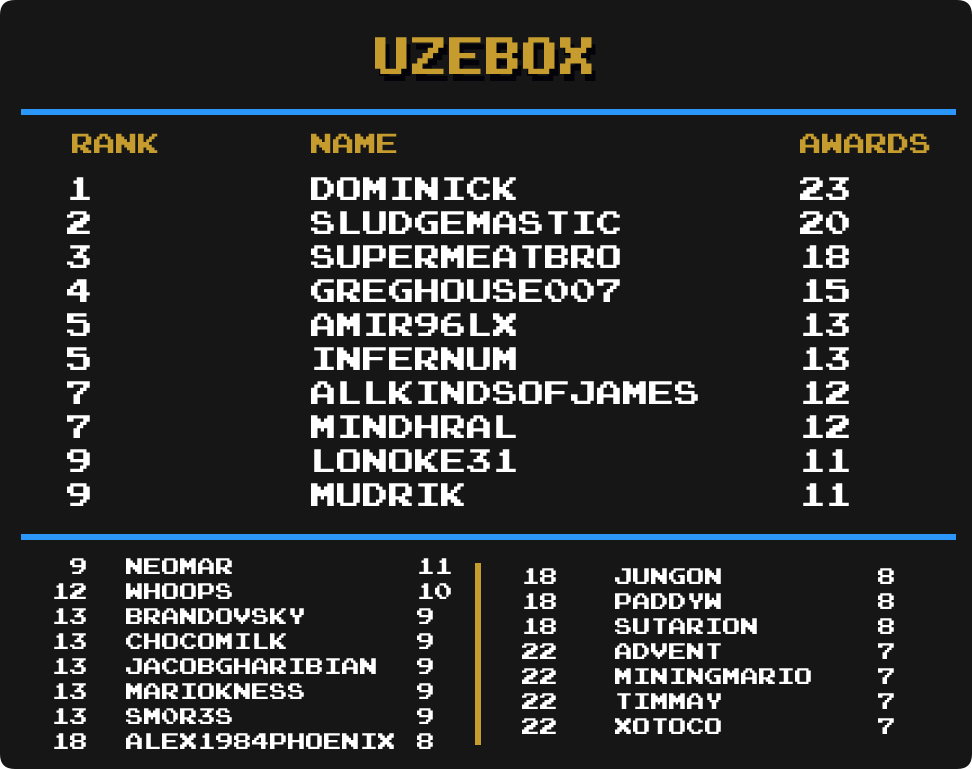 UZEBOX
RANK NAME AWARDS
1 DOMINICK 23
2 SLUDGEMASTIC 20
3 SUPERMEATBRO 18
4 GREGHOUSE007 15
5 AMIR96LX 13
5 INFERNUM 13
7 ALLKINDSOFJAMES 12
7 MINDHRAL 12
9 LONOKE31 11
9 MUDRIK 11
9 NEOMAR 11
12 WHOOPS 10
13 BRANDOVSKY 9
13 CHOCOMILK 9
13 JACOBGHARIBIAN 9
13 MARIOKNESS 9
13 SM0R3S 9
18 ALEX1984PHOENIX 8
18 JUNGON 8
18 PADDYW 8
18 SUTARION 8
22 ADVENT 7
22 MININGMARIO 7
22 TIMMAY 7
22 XOTOCO 7